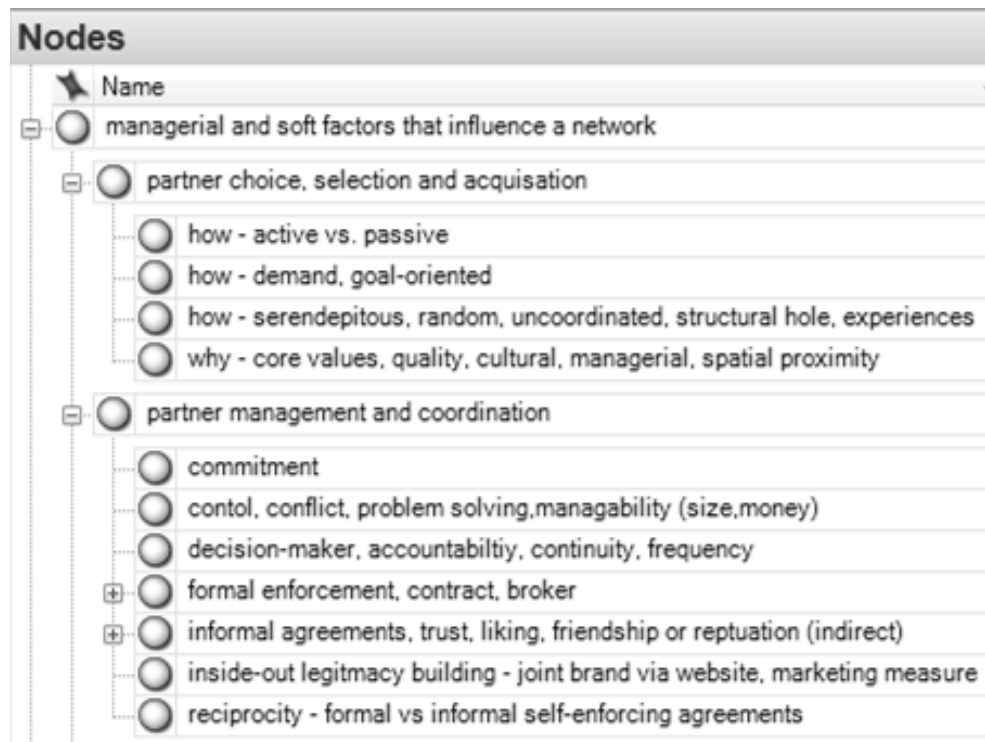 Nodes
Name
managerial and soft factors that influence a network
partner choice, selection and acquisation
how - active vs. passive
how - demand, goal-oriented
how - serendepitous, random, uncoordinated, structural hole, experiences
why - core values, quality, cultural, managerial, spatial proximity
partner management and coordination
commitment
contol, conflict, problem solving,managability (size,money)
decision-maker, accountabiltiy, continuity, frequency
formal enforcement, contract, broker
informal agreements, trust, liking, friendship or reptuation (indirect)
inside-out legitmacy building - joint brand via website, marketing measure
reciprocity - formal vs informal self-enforcing agreements